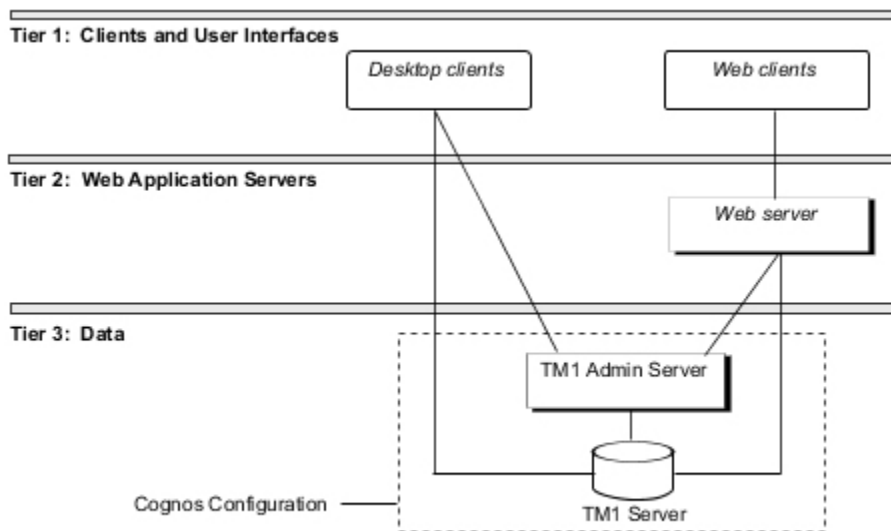 Tier 1: Clients and User Interfaces
Desktop clients
Web clients
Tier 2: Web Application Servers
Web server
Tier 3: Data
TM1 Admin Server
Cognos Configuration
TM1 Server